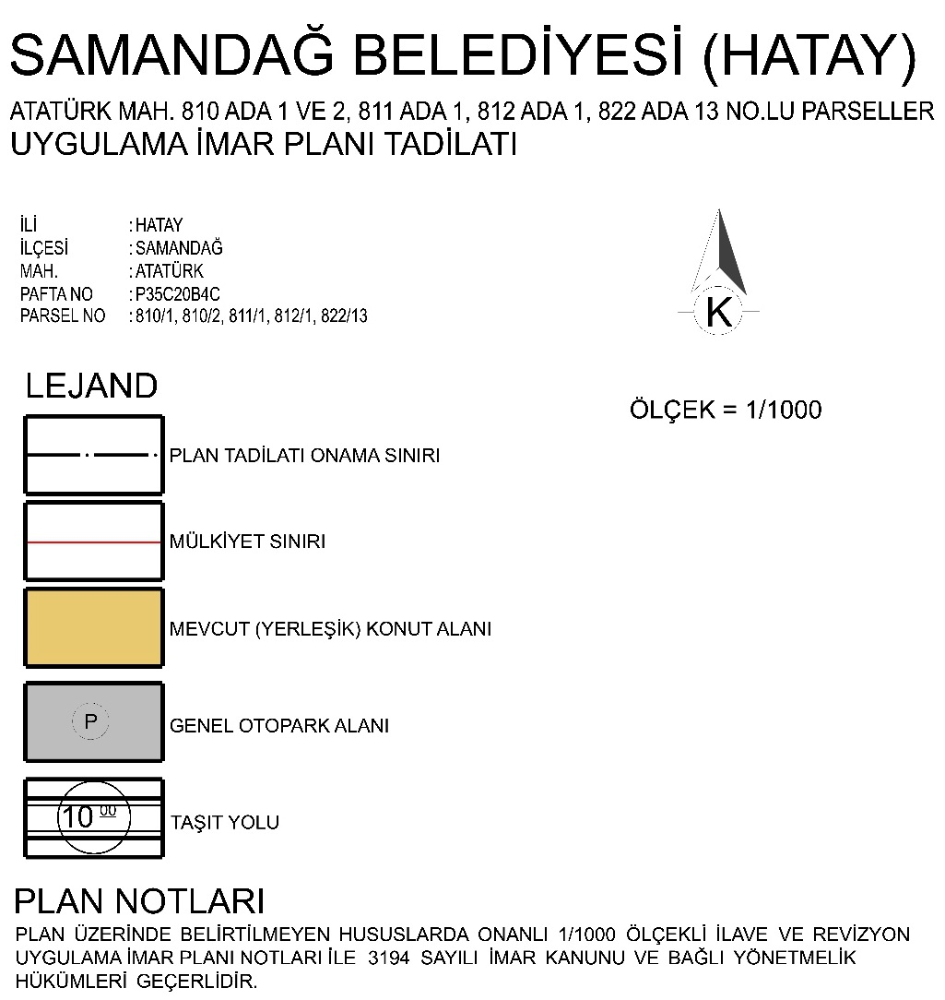 SAMANDAĞ BELEDİYESİ (HATAY)
ATATÜRK MAH. 810 ADA 1 VE 2, 811 ADA 1, 812 ADA 1, 822 ADA 13 NO.LU PARSELLER
UYGULAMA İMAR PLANI TADİLATI
İLİ : HATAY
İLÇESİ : SAMANDAĞ
MAH. : ATATÜRK
PAFTA NO : P35C20B4C
PARSEL NO : 810/1, 810/2, 811/1, 812/1, 822/13
K
LEJAND
ÖLÇEK = 1/1000
PLAN TADİLATI ONAMA SINIRI
MÜLKİYET SINIRI
MEVCUT (YERLEŞİK) KONUT ALANI
P GENEL OTOPARK ALANI
10 00 TAŞIT YOLU
PLAN NOTLARI
PLAN ÜZERİNDE BELİRTİLMEYEN HUSUSLARDA ONANLI 1/1000 ÖLÇEKLİ İLAVE VE REVİZYON
UYGULAMA İMAR PLANI NOTLARI İLE 3194 SAYILI İMAR KANUNU VE BAĞLI YÖNETMELİK
HÜKÜMLERİ GEÇERLİDİR.